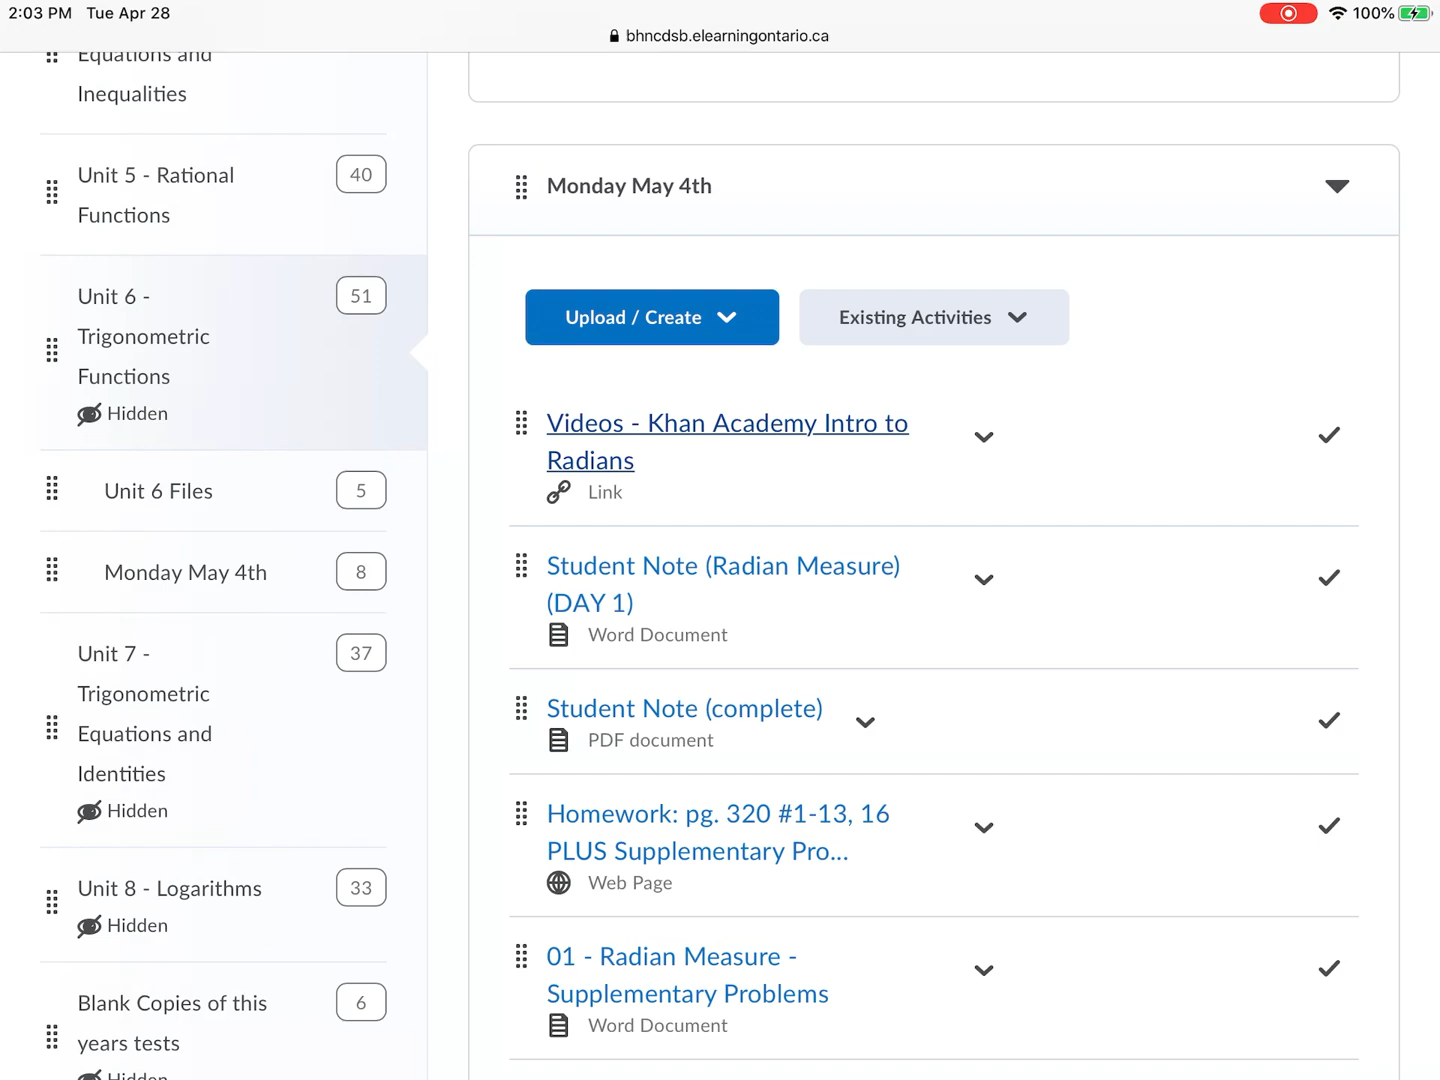 2:03 PM Tue Apr 28
100%
bhncdsb.elearningontario.ca
Equations and
Inequalities
Unit 5 - Rational
Functions
40
Unit 6 -
Trigonometric
Functions
Hidden
51
Unit 6 Files
5
Monday May 4th
8
Unit 7 -
Trigonometric
Equations and
Identities
Hidden
37
Unit 8 - Logarithms
Hidden
33
Blank Copies of this
years tests
Hidden
6
Monday May 4th
Upload / Create
Existing Activities
Videos - Khan Academy Intro to
Radians
Link
Student Note (Radian Measure)
(DAY 1)
Word Document
Student Note (complete)
PDF document
Homework: pg. 320 #1-13, 16
PLUS Supplementary Pro...
Web Page
01 - Radian Measure -
Supplementary Problems
Word Document